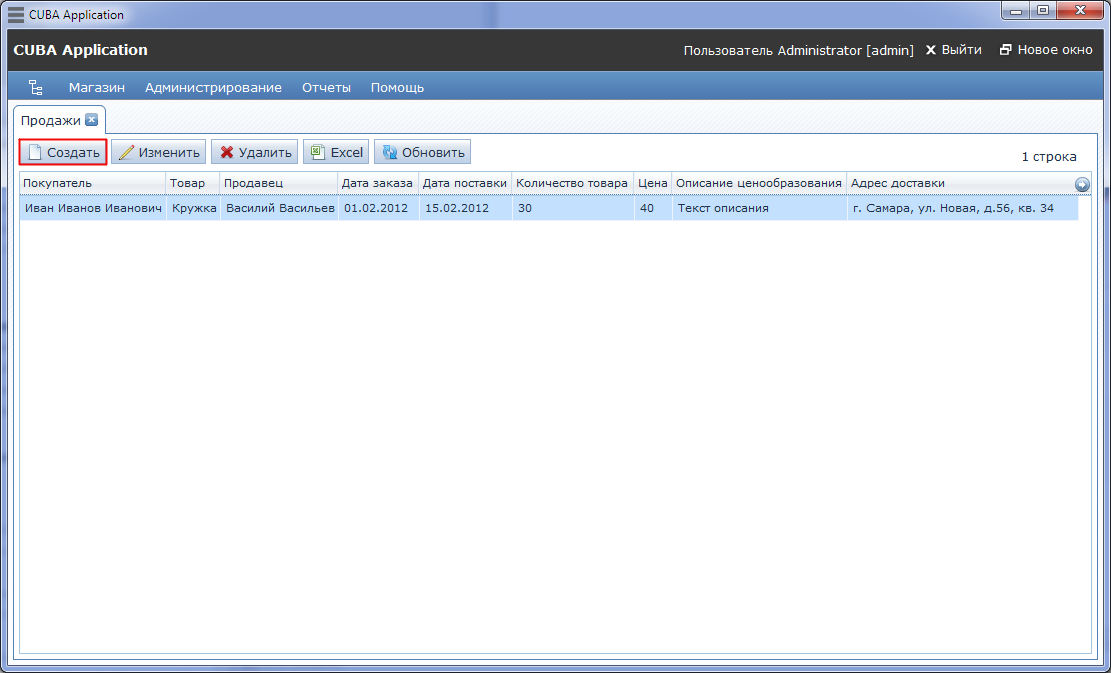 CUBA Application
CUBA Application Пользователь Administrator [admin] Выйти Новое окно
Магазин Администрирование Отчеты Помощь
Продажи
Создать Изменить Удалить Excel Обновить 1 строка
Покупатель Товар Продавец Дата заказа Дата поставки Количество товара Цена Описание ценообразования Адрес доставки
Иван Иванов Иванович Кружка Василий Васильев 01.02.2012 15.02.2012 30 40 Текст описания г. Самара, ул. Новая, д.56, кв. 34